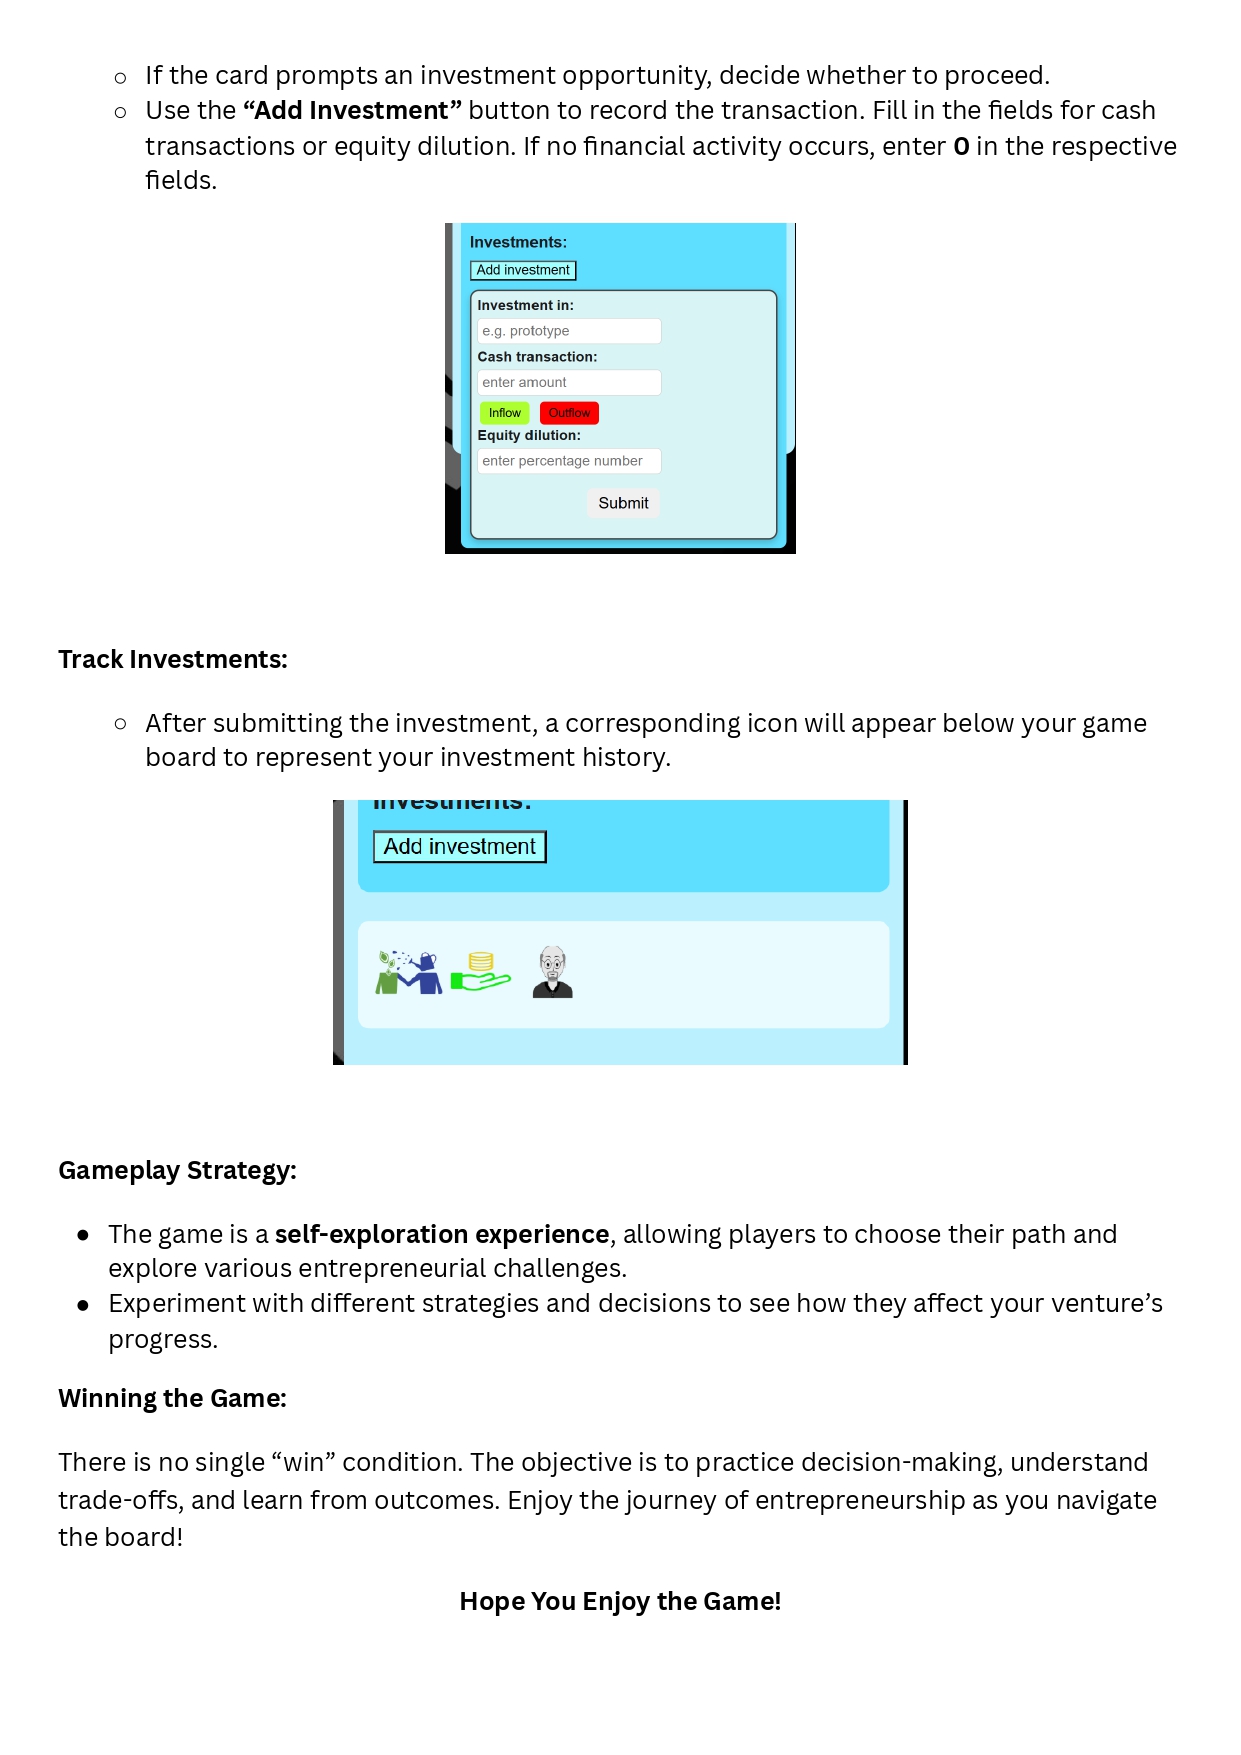 If the card prompts an investment opportunity, decide whether to proceed.
Use the “Add Investment” button to record the transaction. Fill in the fields for cash
transactions or equity dilution. If no financial activity occurs, enter 0 in the respective
fields.
Investments:
Add investment
Investment in:
e.g. prototype
Cash transaction:
enter amount
Inflow Outflow
Equity dilution:
enter percentage number
Submit
Track Investments:
After submitting the investment, a corresponding icon will appear below your game
board to represent your investment history.
Investments:
Add investment
Gameplay Strategy:
The game is a self-exploration experience, allowing players to choose their path and
explore various entrepreneurial challenges.
Experiment with different strategies and decisions to see how they affect your venture’s
progress.
Winning the Game:
There is no single “win” condition. The objective is to practice decision-making, understand
trade-offs, and learn from outcomes. Enjoy the journey of entrepreneurship as you navigate
the board!
Hope You Enjoy the Game!